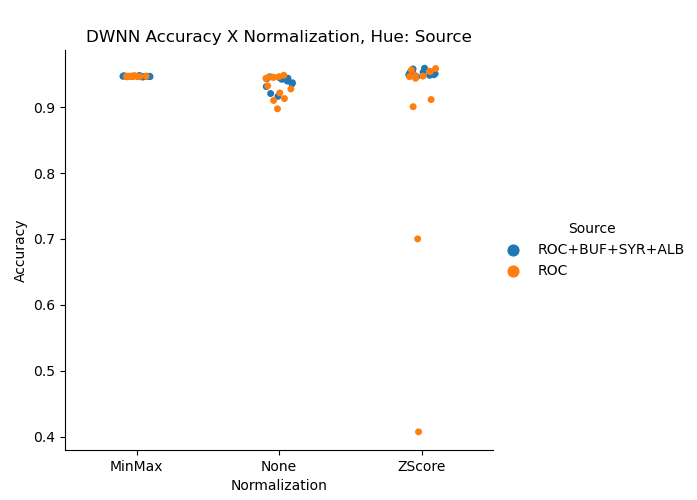 DWNN Accuracy X Normalization, Hue: Source
Accuracy
0.9
0.8
0.7
0.6
0.5
0.4
MinMax
None
ZScore
Normalization
Source
ROC+BUF+SYR+ALB
ROC